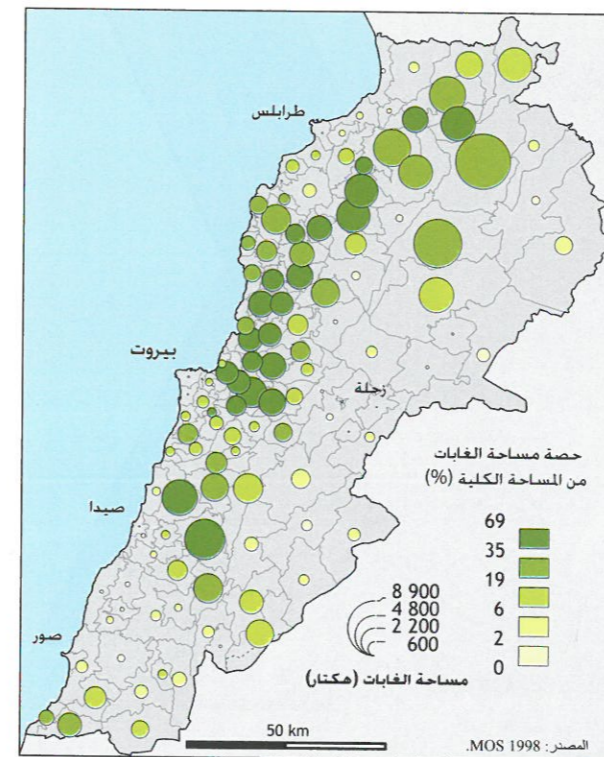 طرابلس
بيروت
زحلة
صيدا
صور
حصة مساحة الغابات
من المساحة الكلية (%)
69
35
19
6
2
0
8 900
4 800
2 200
600
مساحة الغابات (هكتار)
50 km
المصدر: MOS 1998.